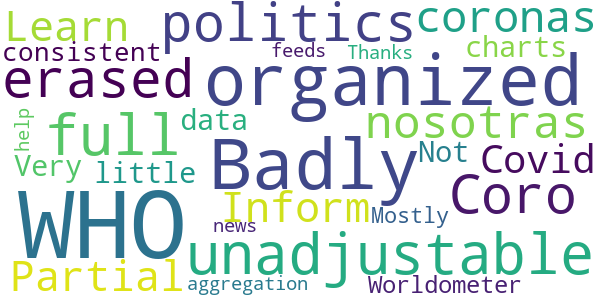 Learn politics coronas
consistent feeds Thanks charts
erased organized
help full data nosotras
Very little Badly Not Covid
WHO Inform Mostly Coro
news unadjustable
Partial aggregation Worldometer